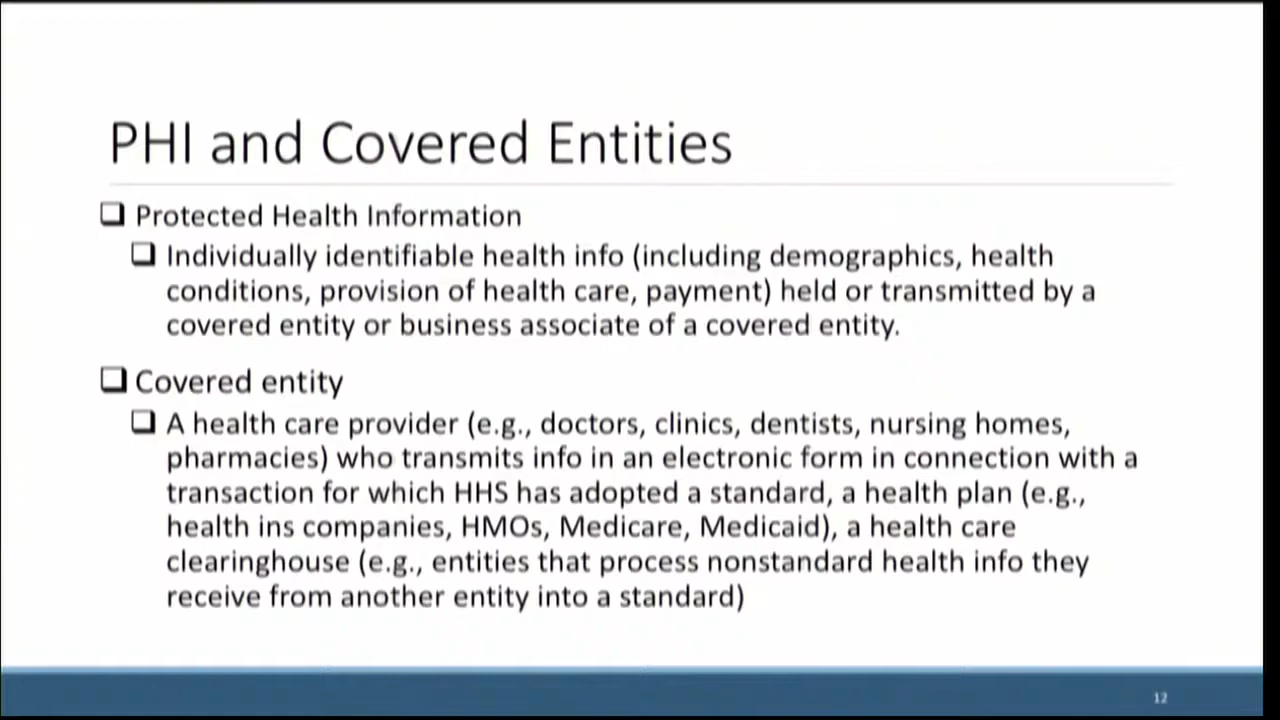 PHI and Covered Entities
Protected Health Information
Individually identifiable health info (including demographics, health
conditions, provision of health care, payment) held or transmitted by a
covered entity or business associate of a covered entity.
Covered entity
A health care provider (e.g., doctors, clinics, dentists, nursing homes,
pharmacies) who transmits info in an electronic form in connection with a
transaction for which HHS has adopted a standard, a health plan (e.g.,
health ins companies, HMOs, Medicare, Medicaid), a health care
clearinghouse (e.g., entities that process nonstandard health info they
receive from another entity into a standard)
12